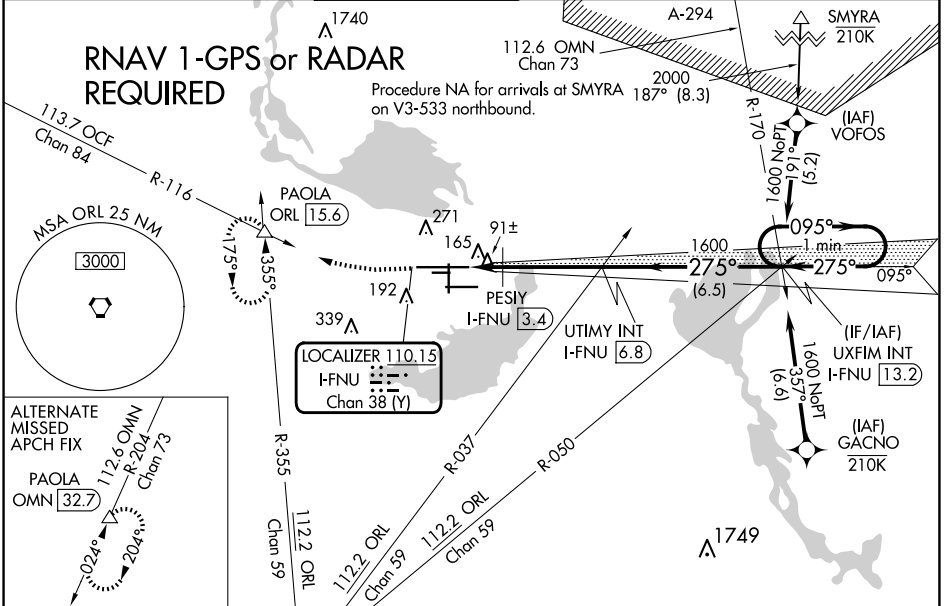 1740
RNAV 1-GPS or RADAR
REQUIRED
A-294
SMYRA
210K
112.6 OMN
Chan 73
2000
187° (8.3)
Procedure NA for arrivals at SMYRA
on V3-533 northbound.
R-170
(IAF)
VOFOS
1600 NoPT
191°
(5.2)
113.7 OCF
Chan 84
R-116
PAOLA
ORL 15.6
175°
355°
MSA ORL 25 NM
3000
271
165
91±
1600
275°
(6.5)
095°
1 min
275°
095°
192
339
PESIY
I-FNU 3.4
UTIMY INT
I-FNU 6.8
(IF/IAF)
UXFIM INT
I-FNU 13.2
LOCALIZER 110.15
I-FNU
Chan 38 (Y)
1600 NoPT
357°
(6.6)
(IAF)
GACNO
210K
ALTERNATE
MISSED
APCH FIX
112.6 OMN
R-204
Chan 73
PAOLA
OMN 32.7
024°
204°
R-355
112.2 ORL
Chan 59
R-037
112.2 ORL
Chan 59
R-050
112.2 ORL
Chan 59
1749